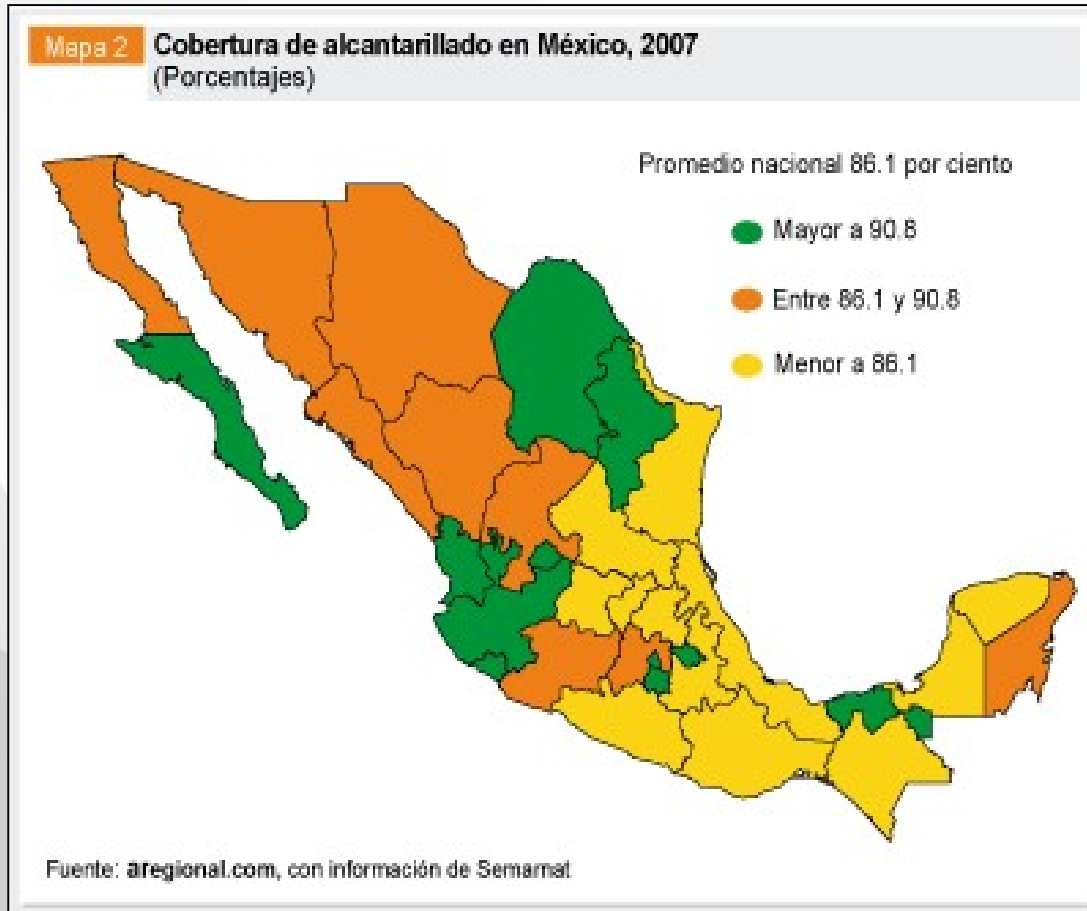 Mapa 2
Cobertura de alcantarillado en México, 2007
(Porcentajes)
Promedio nacional 86.1 por ciento
Mayor a 90.8
Entre 86.1 y 90.8
Menor a 86.1
Fuente: aregional.com, con información de Semarnat